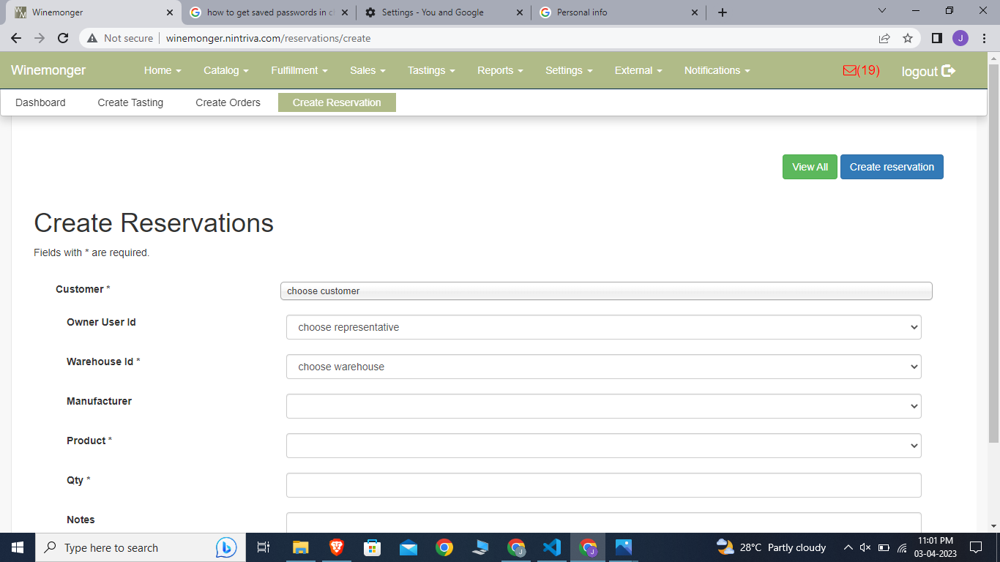 Winemonger
how to get saved passwords in c
Settings - You and Google
Personal info
Not secure winemonger.nintriva.com/reservations/create
J
Winemonger Home Catalog Fulfillment Sales Tastings Reports Settings External Notifications (19) logout
Dashboard Create Tasting Create Orders Create Reservation
View All Create reservation
Create Reservations
Fields with * are required.
Customer * choose customer
Owner User Id choose representative
Warehouse Id * choose warehouse
Manufacturer
Product *
Qty *
Notes
Type here to search
28°C Partly cloudy
11:01 PM
03-04-2023